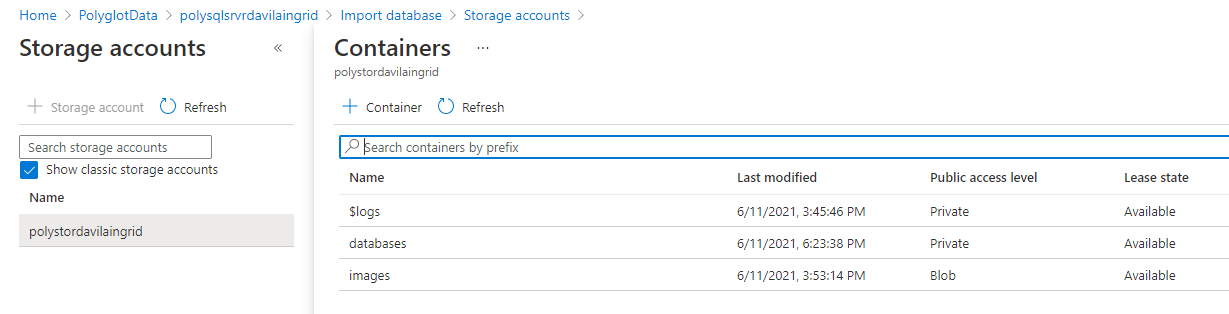 Home > PolyglotData > polysqlsrvrdavilaingrid > Import database > Storage accounts >
Storage accounts «
Containers ...
polystordavilaingrid
+ Storage account Refresh
+ Container Refresh
Search storage accounts
Search containers by prefix
Show classic storage accounts
Name
polystordavilaingrid
Name Last modified Public access level Lease state
$logs 6/11/2021, 3:45:46 PM Private Available
databases 6/11/2021, 6:23:38 PM Private Available
images 6/11/2021, 3:53:14 PM Blob Available